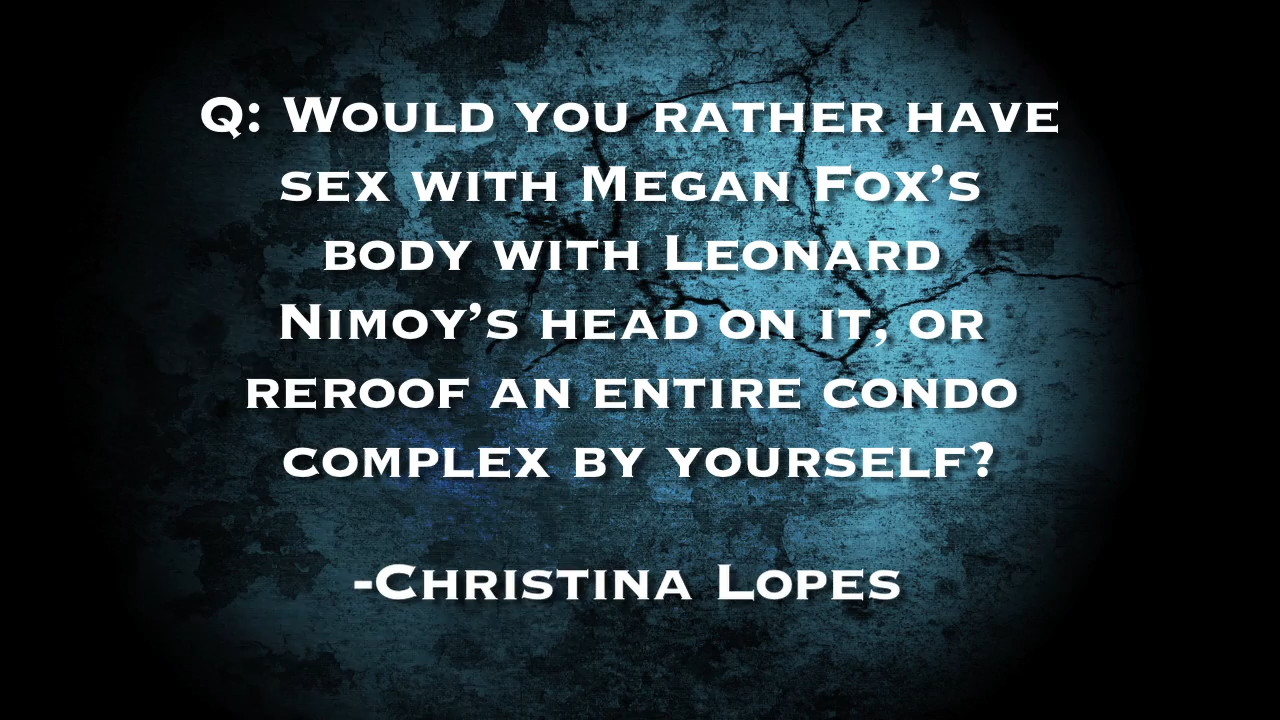 Q: Would you rather have
sex with Megan Fox’s
body with Leonard
Nimoy’s head on it, or
reroof an entire condo
complex by yourself?
-Christina Lopes